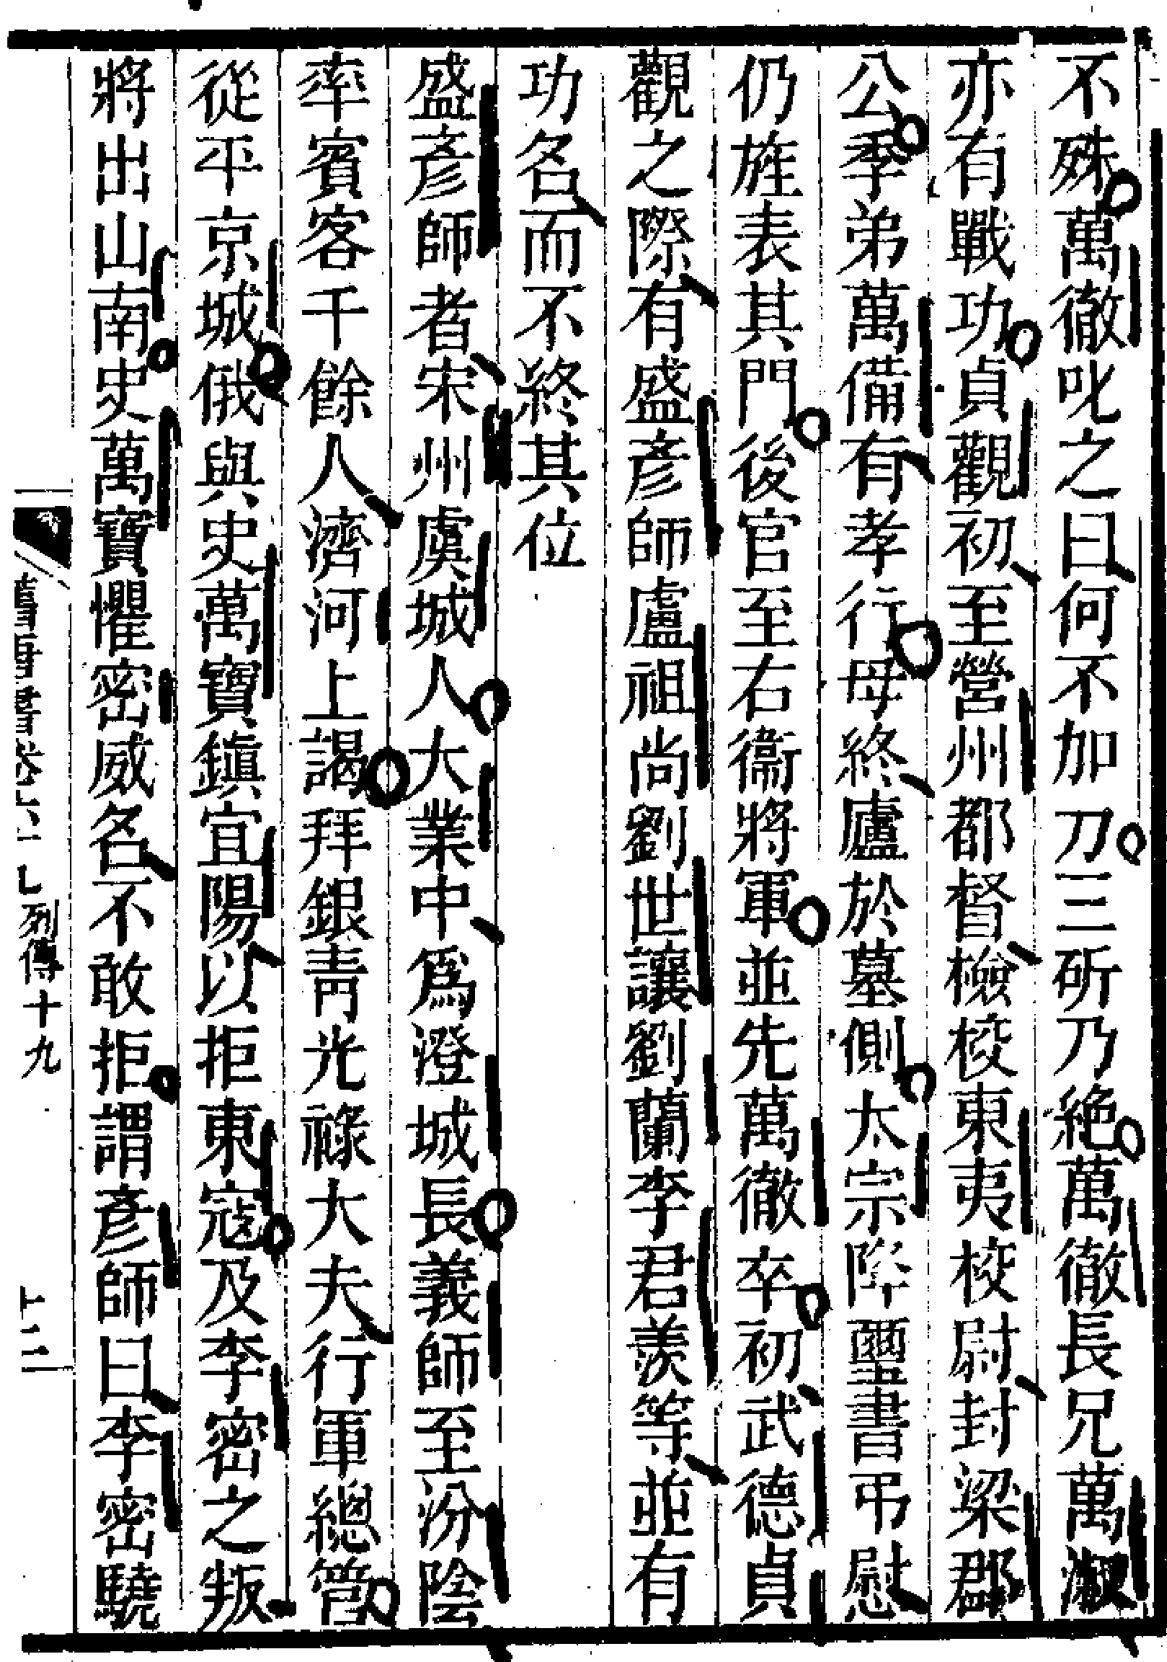 不殊萬徹叱之曰何不加刀三斫乃絶萬徹長兄萬淑
亦有戰功貞觀初至營州都督檢校東夷校尉封梁郡
公季弟萬備有孝行母終廬於墓側太宗降璽書弔慰
仍旌表其門後官至右衞將軍並先萬徹卒初武德貞
觀之際有盛彥師盧祖尚劉世讓劉蘭李君羨等並有
功名而不終其位
盛彥師者宋州虞城人大業中爲澄城長義師至汾陰
率賓客千餘人濟河上謁拜銀靑光祿大夫行軍總管
從平京城俄與史萬寶鎭宜陽以拒東寇及李密之叛
將出山南史萬寶懼密威名不敢拒謂彥師曰李密驍
舊唐書卷六十九列傳十九
十二